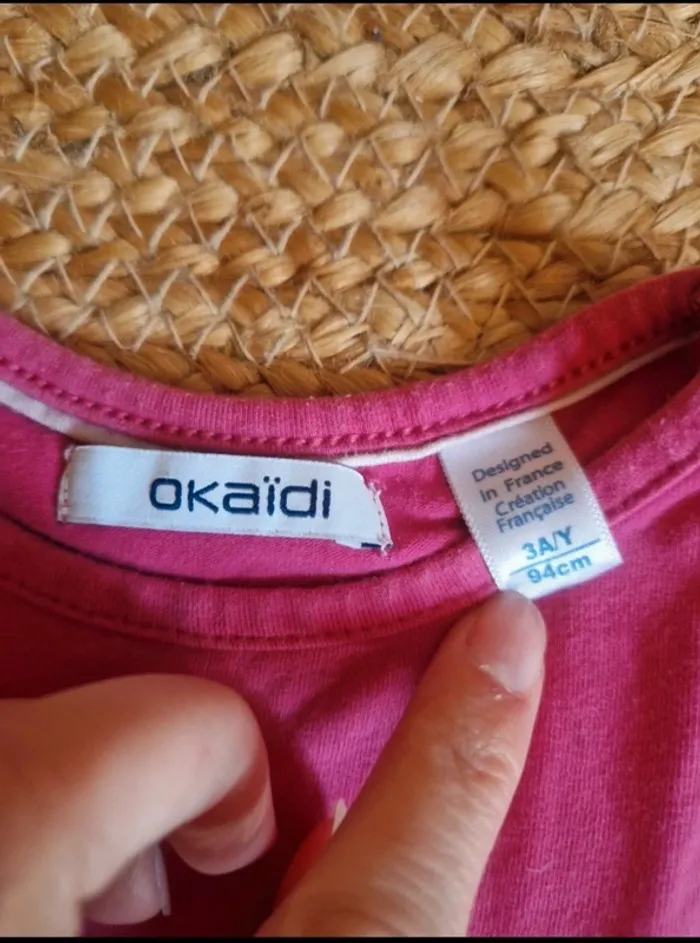 okaïdi
Designed
in France
Création
Française
3A/Y
94cm